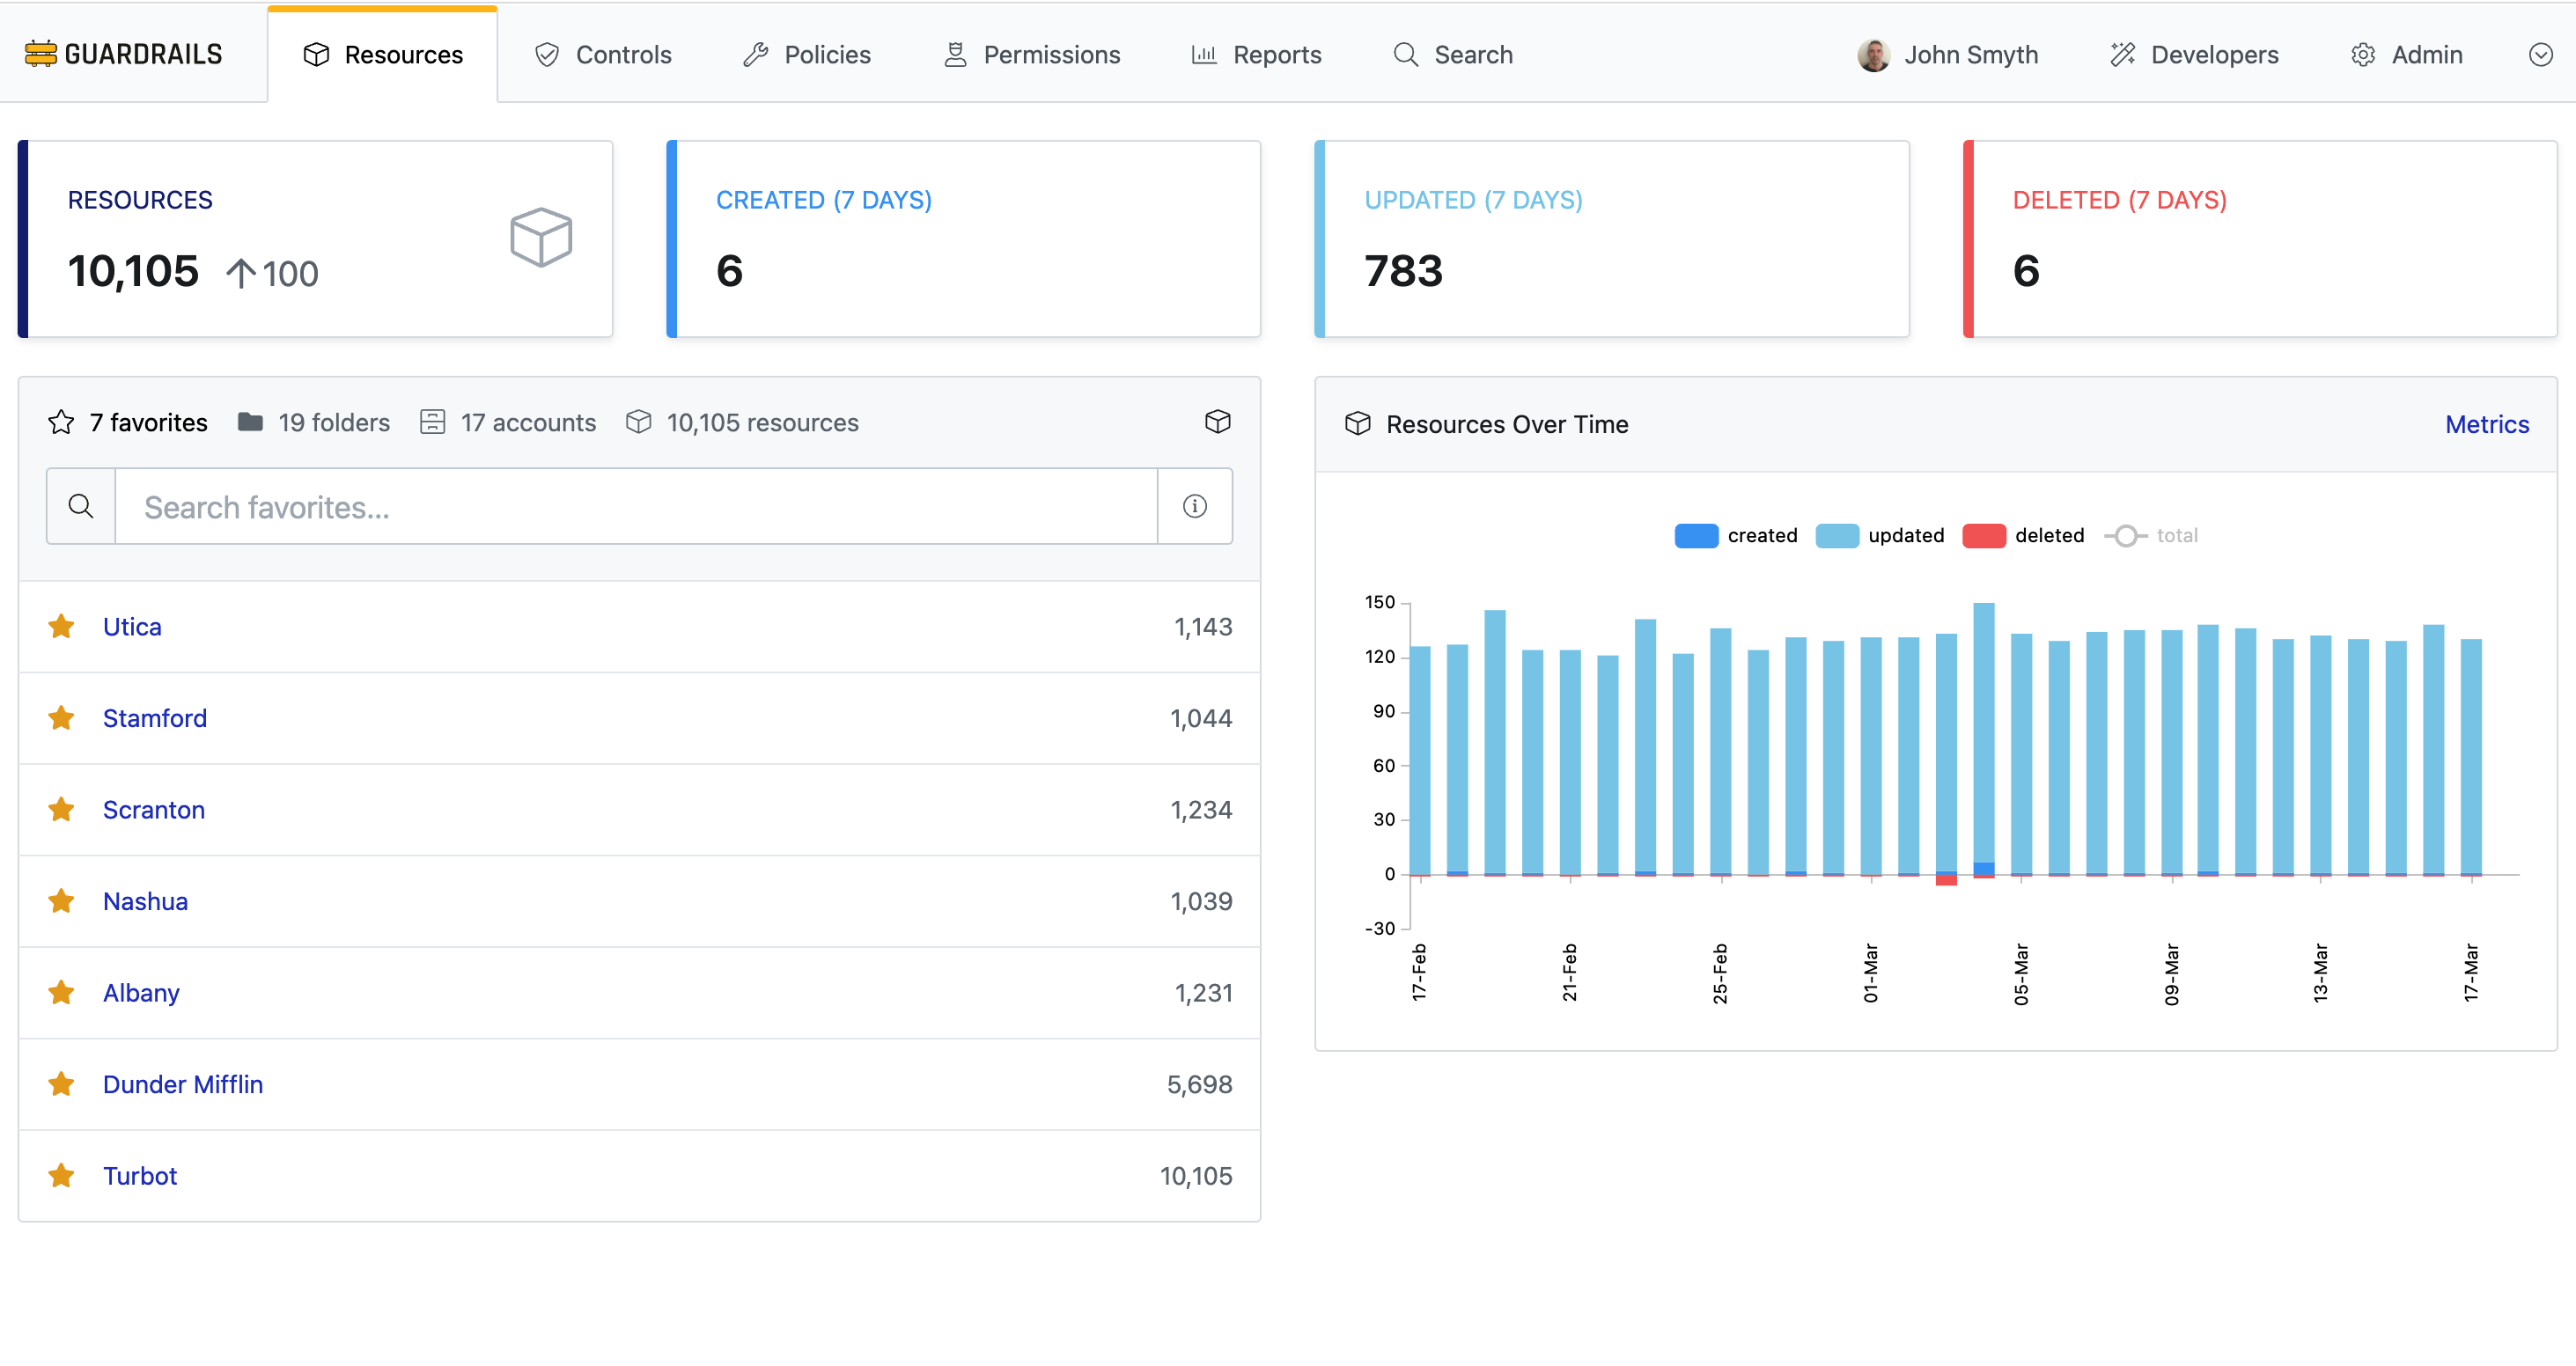 GUARDRAILS Resources Controls Policies Permissions Reports Search John Smyth Developers Admin
RESOURCES
10,105 100
CREATED (7 DAYS)
6
UPDATED (7 DAYS)
783
DELETED (7 DAYS)
6
7 favorites 19 folders 17 accounts 10,105 resources
Search favorites...
Utica 1,143
Stamford 1,044
Scranton 1,234
Nashua 1,039
Albany 1,231
Dunder Mifflin 5,698
Turbot 10,105
Resources Over Time Metrics
created updated deleted total
150
120
90
60
30
0
-30
17-Feb 21-Feb 25-Feb 01-Mar 05-Mar 09-Mar 13-Mar 17-Mar